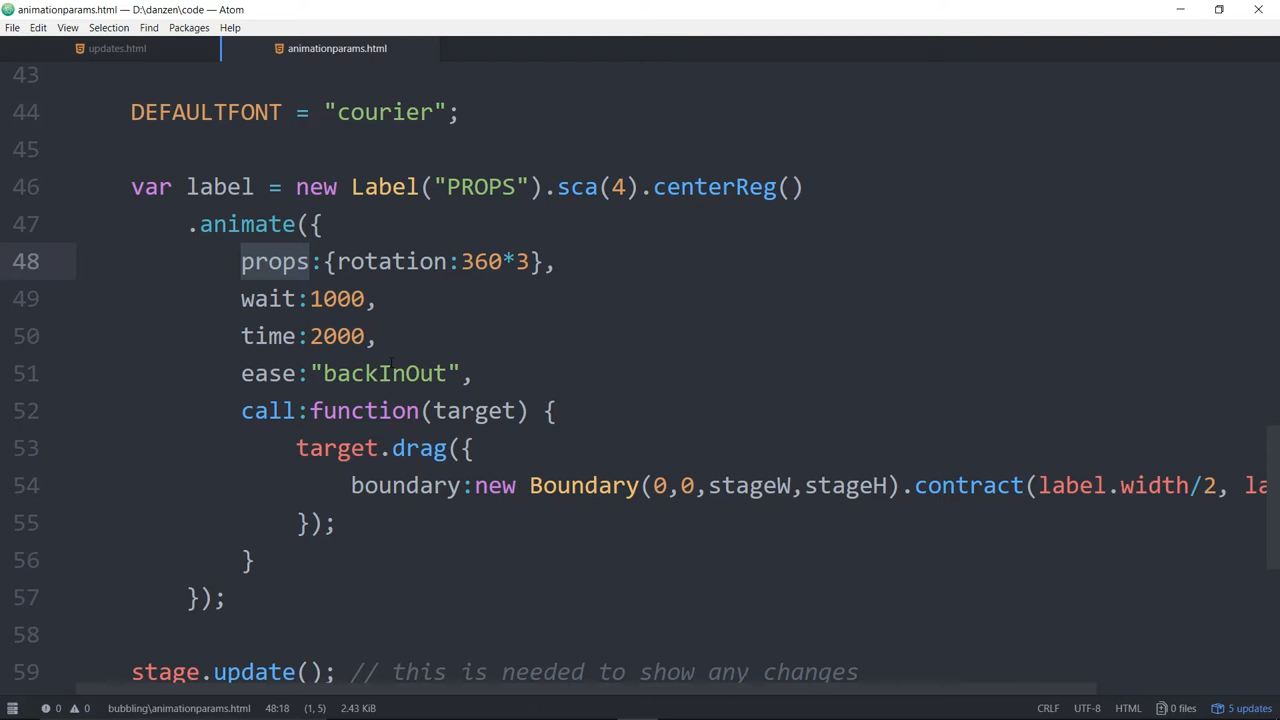 animationparams.html — D:\danzen\code — Atom
File Edit View Selection Find Packages Help
updates.html animationparams.html
43
44 DEFAULTFONT = "courier";
45
46 var label = new Label("PROPS").sca(4).centerReg()
47 .animate({
48 props:{rotation:360*3},
49 wait:1000,
50 time:2000,
51 ease:"backInOut",
52 call:function(target) {
53 target.drag({
54 boundary:new Boundary(0,0,stageW,stageH).contract(label.width/2, la
55 });
56 }
57 });
58
59 stage.update(); // this is needed to show any changes
0 0 bubbling\animationparams.html 48:18 (1, 5) 2.43 KiB CRLF UTF-8 HTML 0 files 5 updates